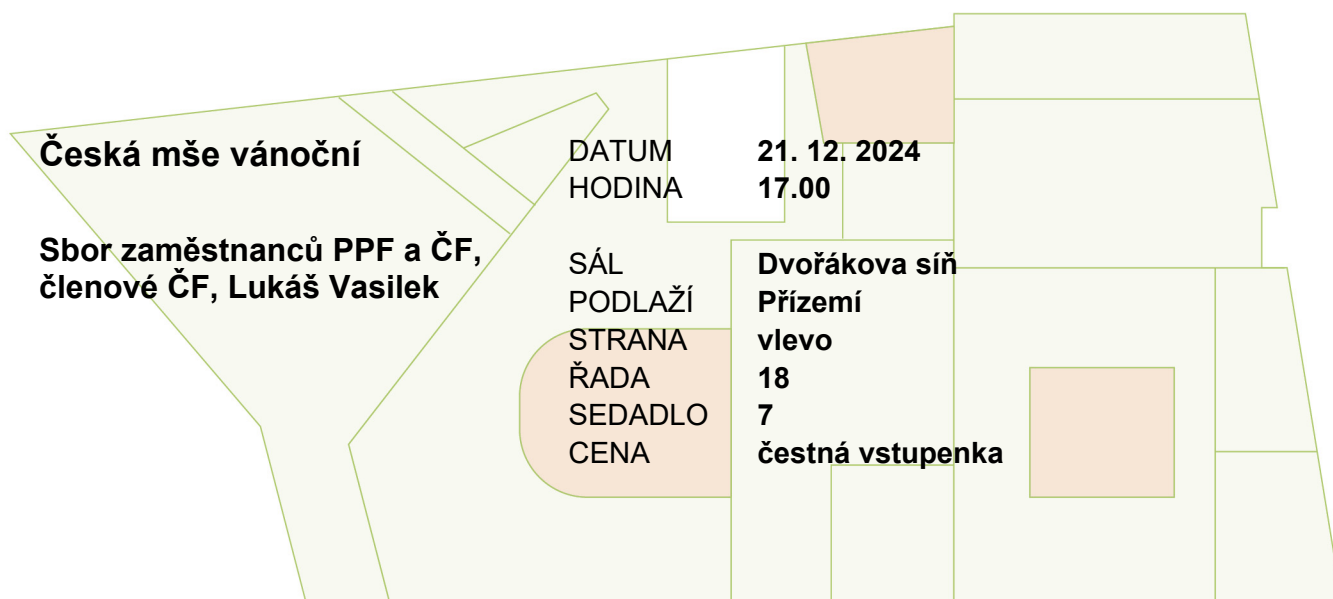 Česká mše vánoční
Sbor zaměstnanců PPF a ČF,
členové ČF, Lukáš Vasilek
DATUM 21. 12. 2024
HODINA 17.00
SÁL Dvořákova síň
PODLAŽÍ Přízemí
STRANA vlevo
ŘADA 18
SEDADLO 7
CENA čestná vstupenka